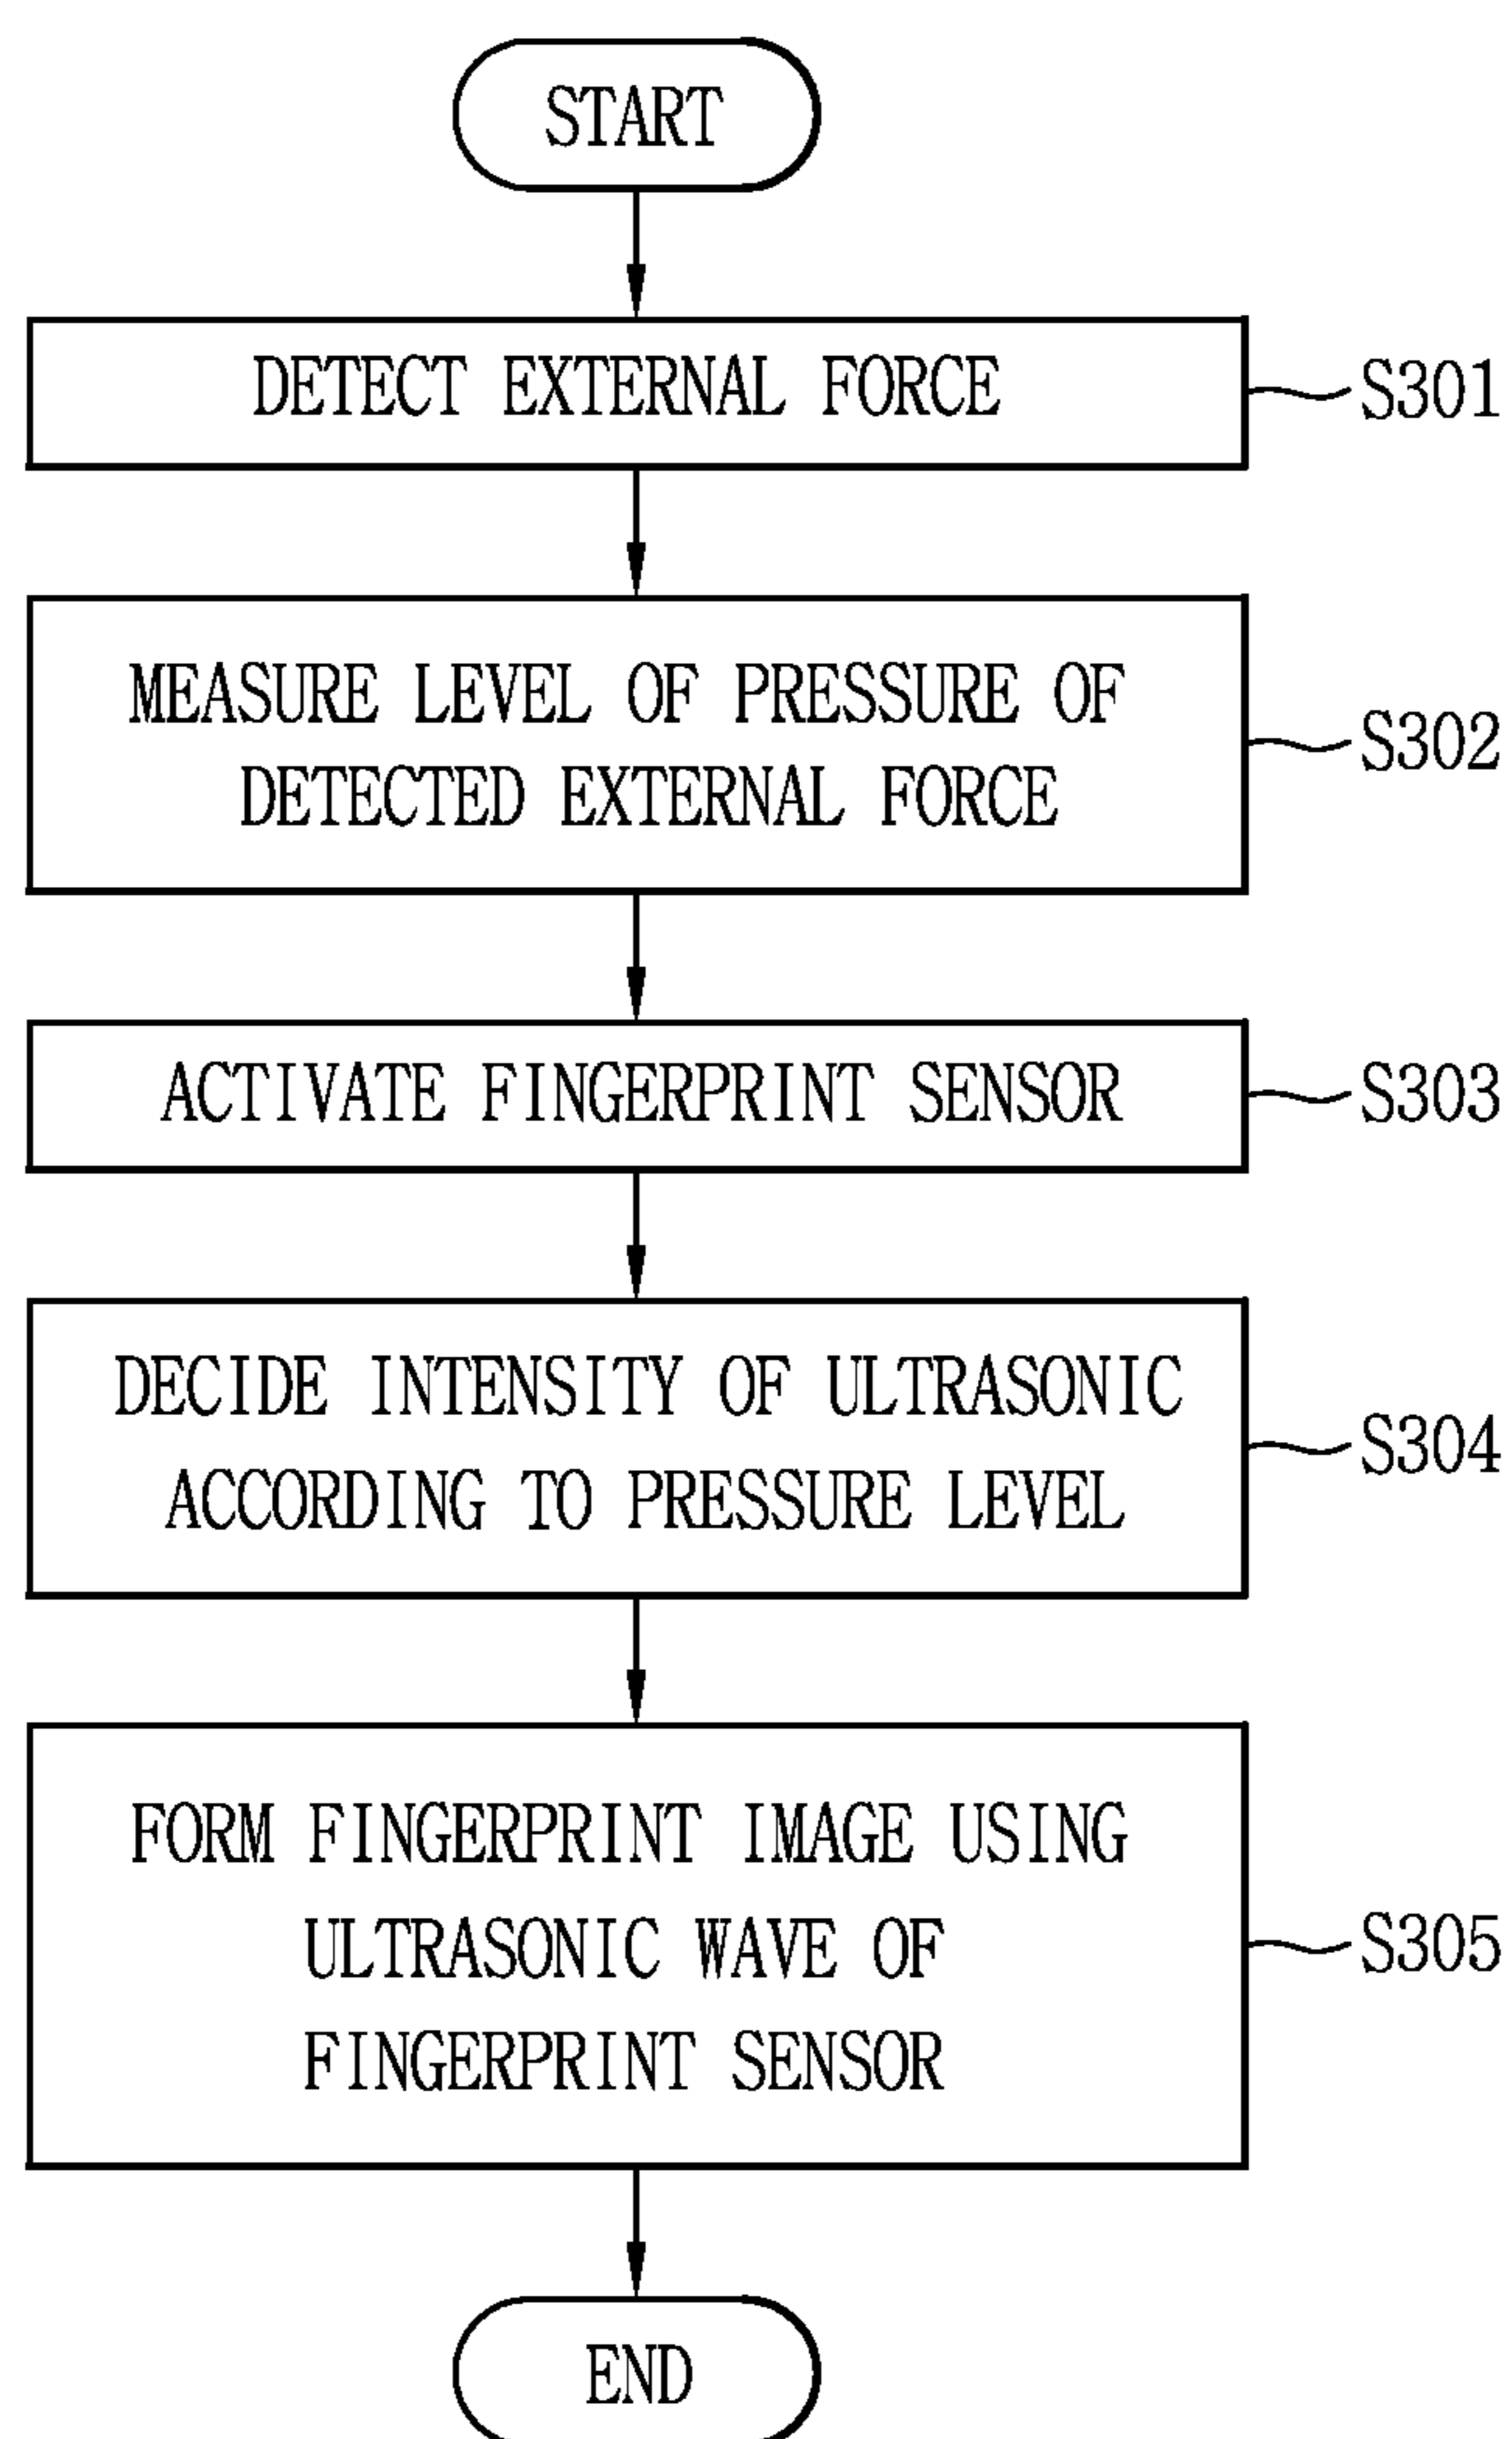 START
DETECT EXTERNAL FORCE
S301
MEASURE LEVEL OF PRESSURE OF
DETECTED EXTERNAL FORCE
S302
ACTIVATE FINGERPRINT SENSOR
S303
DECIDE INTENSITY OF ULTRASONIC
ACCORDING TO PRESSURE LEVEL
S304
FORM FINGERPRINT IMAGE USING
ULTRASONIC WAVE OF
FINGERPRINT SENSOR
S305
END